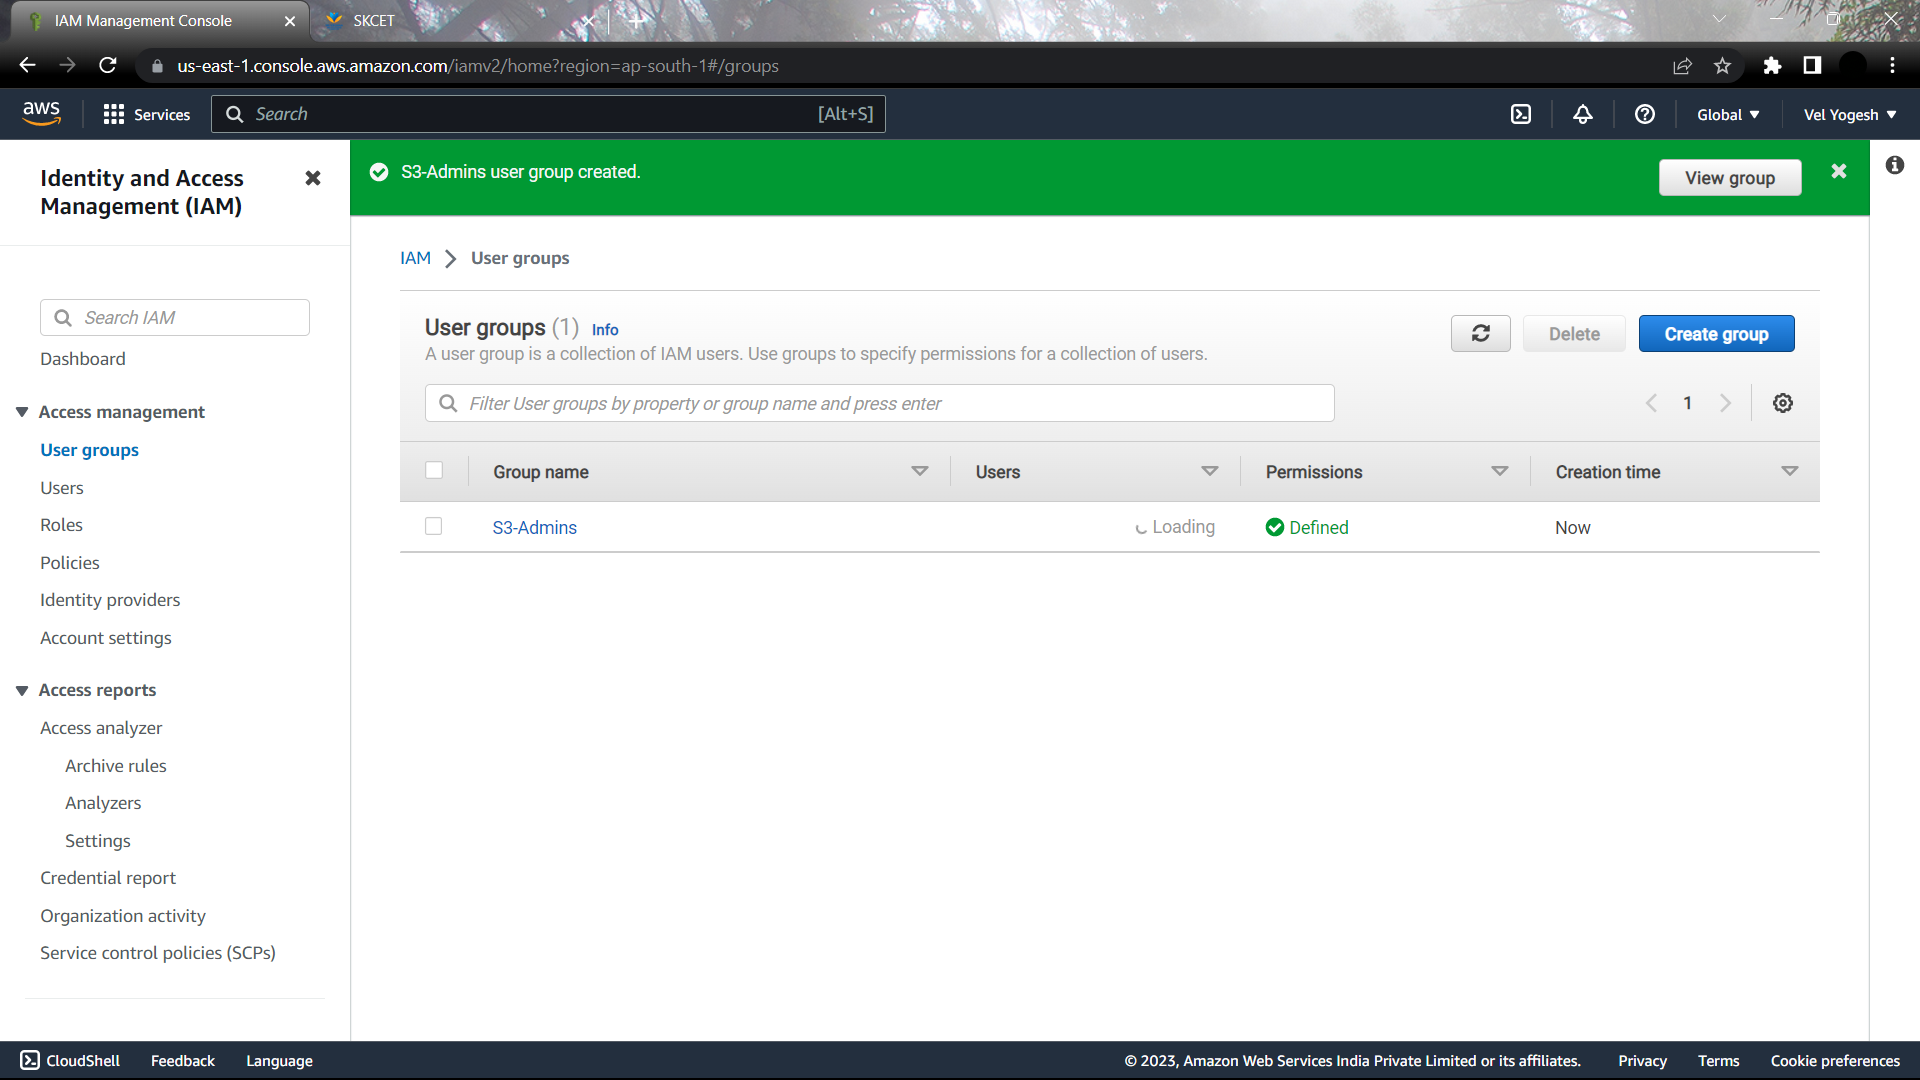 IAM Management Console
SKCET
us-east-1.console.aws.amazon.com/iamv2/home?region=ap-south-1#/groups
aws
Services
Search
[Alt+S]
Global
Vel Yogesh
Identity and Access
Management (IAM)
Search IAM
Dashboard
Access management
User groups
Users
Roles
Policies
Identity providers
Account settings
Access reports
Access analyzer
Archive rules
Analyzers
Settings
Credential report
Organization activity
Service control policies (SCPs)
S3-Admins user group created.
View group
IAM
User groups
User groups (1) Info
A user group is a collection of IAM users. Use groups to specify permissions for a collection of users.
Delete
Create group
Filter User groups by property or group name and press enter
1
Group name
Users
Permissions
Creation time
S3-Admins
Loading
Defined
Now
CloudShell
Feedback
Language
© 2023, Amazon Web Services India Private Limited or its affiliates.
Privacy
Terms
Cookie preferences